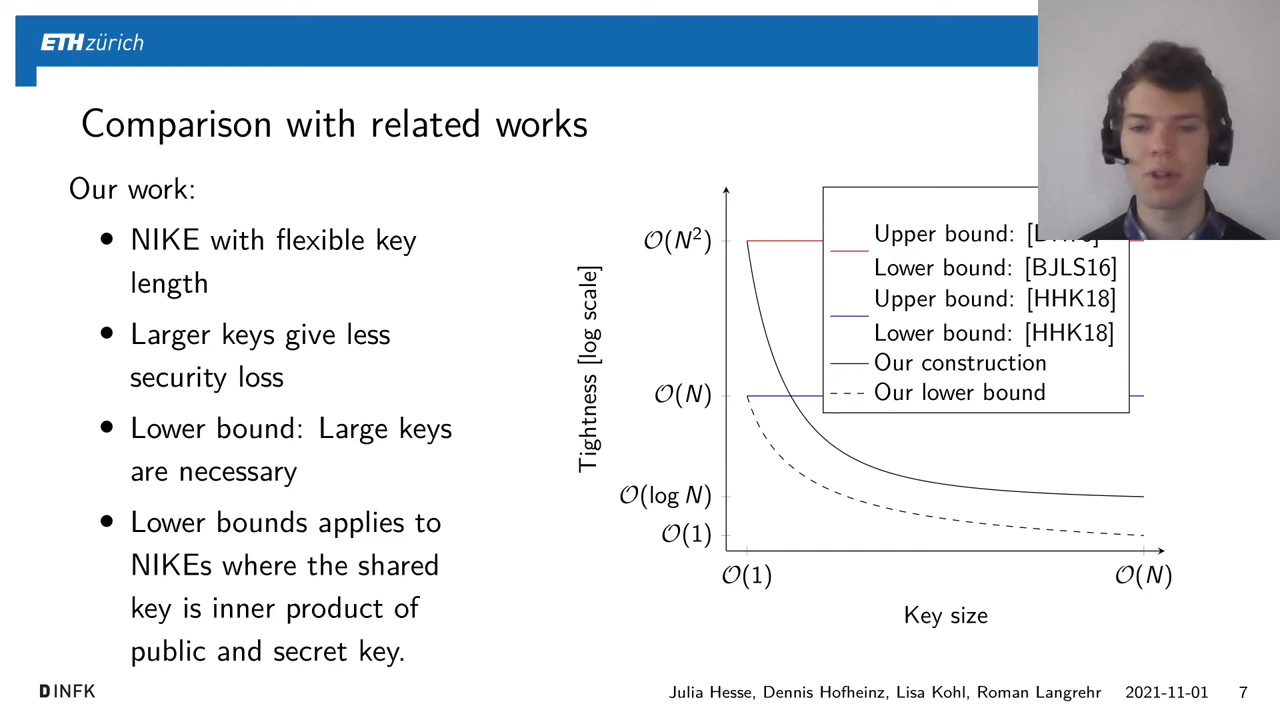 ETH zürich
Comparison with related works
Our work:
• NIKE with flexible key
length
• Larger keys give less
security loss
• Lower bound: Large keys
are necessary
• Lower bounds applies to
NIKEs where the shared
key is inner product of
public and secret key.
Tightness [log scale]
O(N²)
O(N)
O(log N)
O(1)
O(1)
O(N)
Key size
Upper bound:
Lower bound: [BJLS16]
Upper bound: [HHK18]
Lower bound: [HHK18]
Our construction
Our lower bound
D INFK
Julia Hesse, Dennis Hofheinz, Lisa Kohl, Roman Langrehr 2021-11-01 7